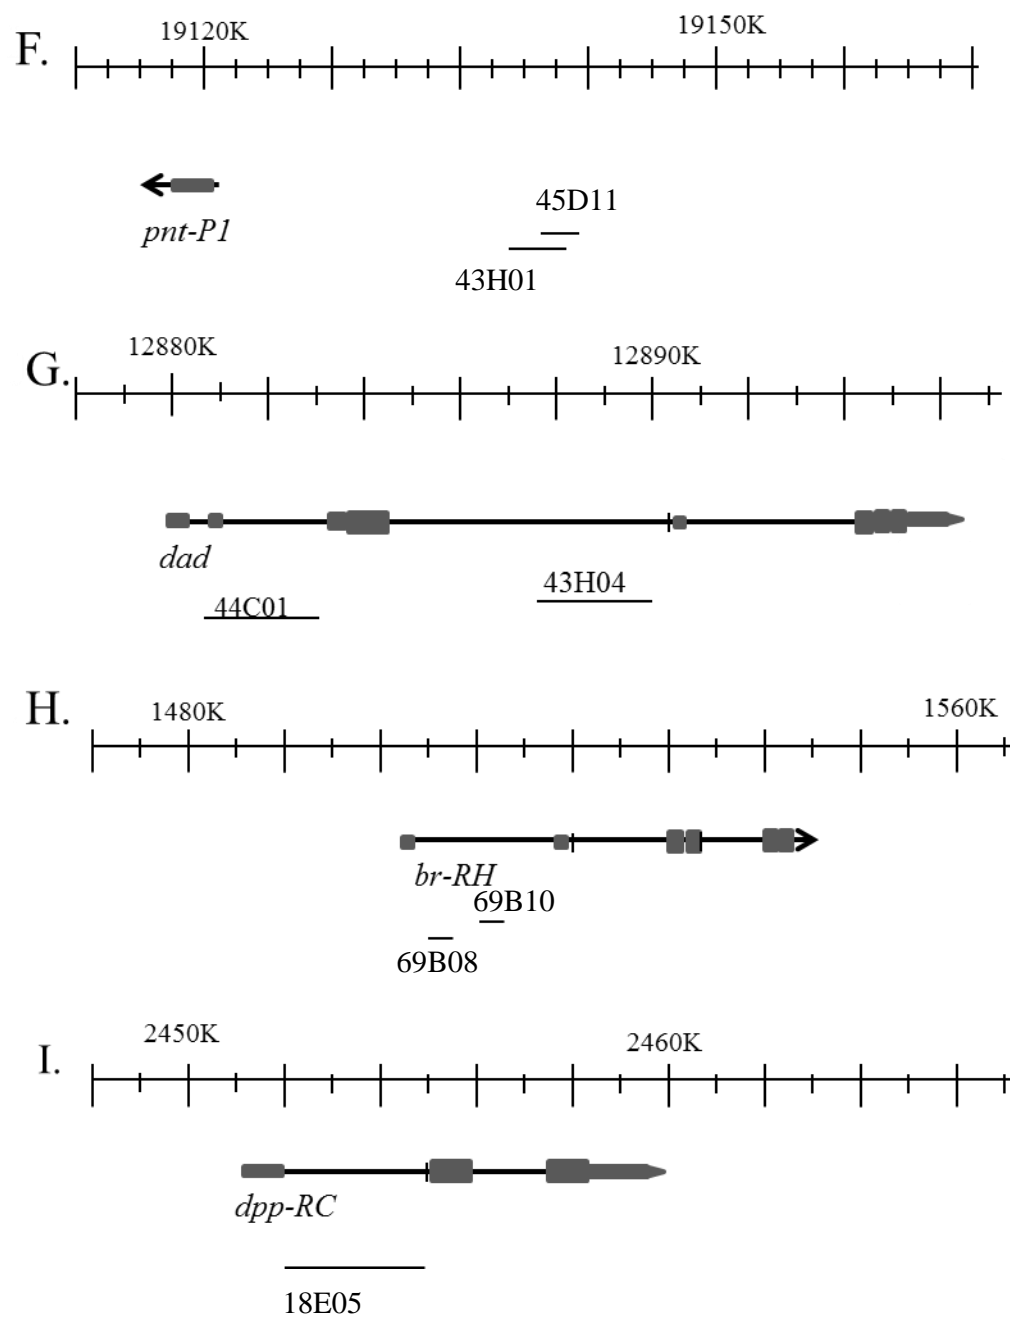 F.
19120K
19150K
pnt-P1
45D11
43H01
G.
12880K
12890K
dad
44C01
43H04
H.
1480K
1560K
br-RH
69B10
69B08
I.
2450K
2460K
dpp-RC
18E05